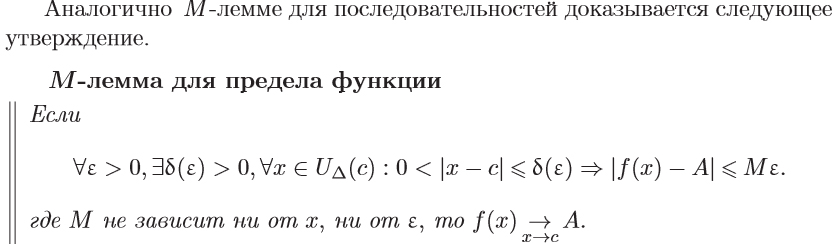 Аналогично M-лемме для последовательностей доказывается следующее
утверждение.
M-лемма для предела функции
Если
∀ε > 0, ∃δ(ε) > 0, ∀x ∈ U_Δ(c) : 0 < |x − c| ⩽ δ(ε) ⇒ |f(x) − A| ⩽ Mε.
где M не зависит ни от x, ни от ε, то f(x) →_{x→c} A.